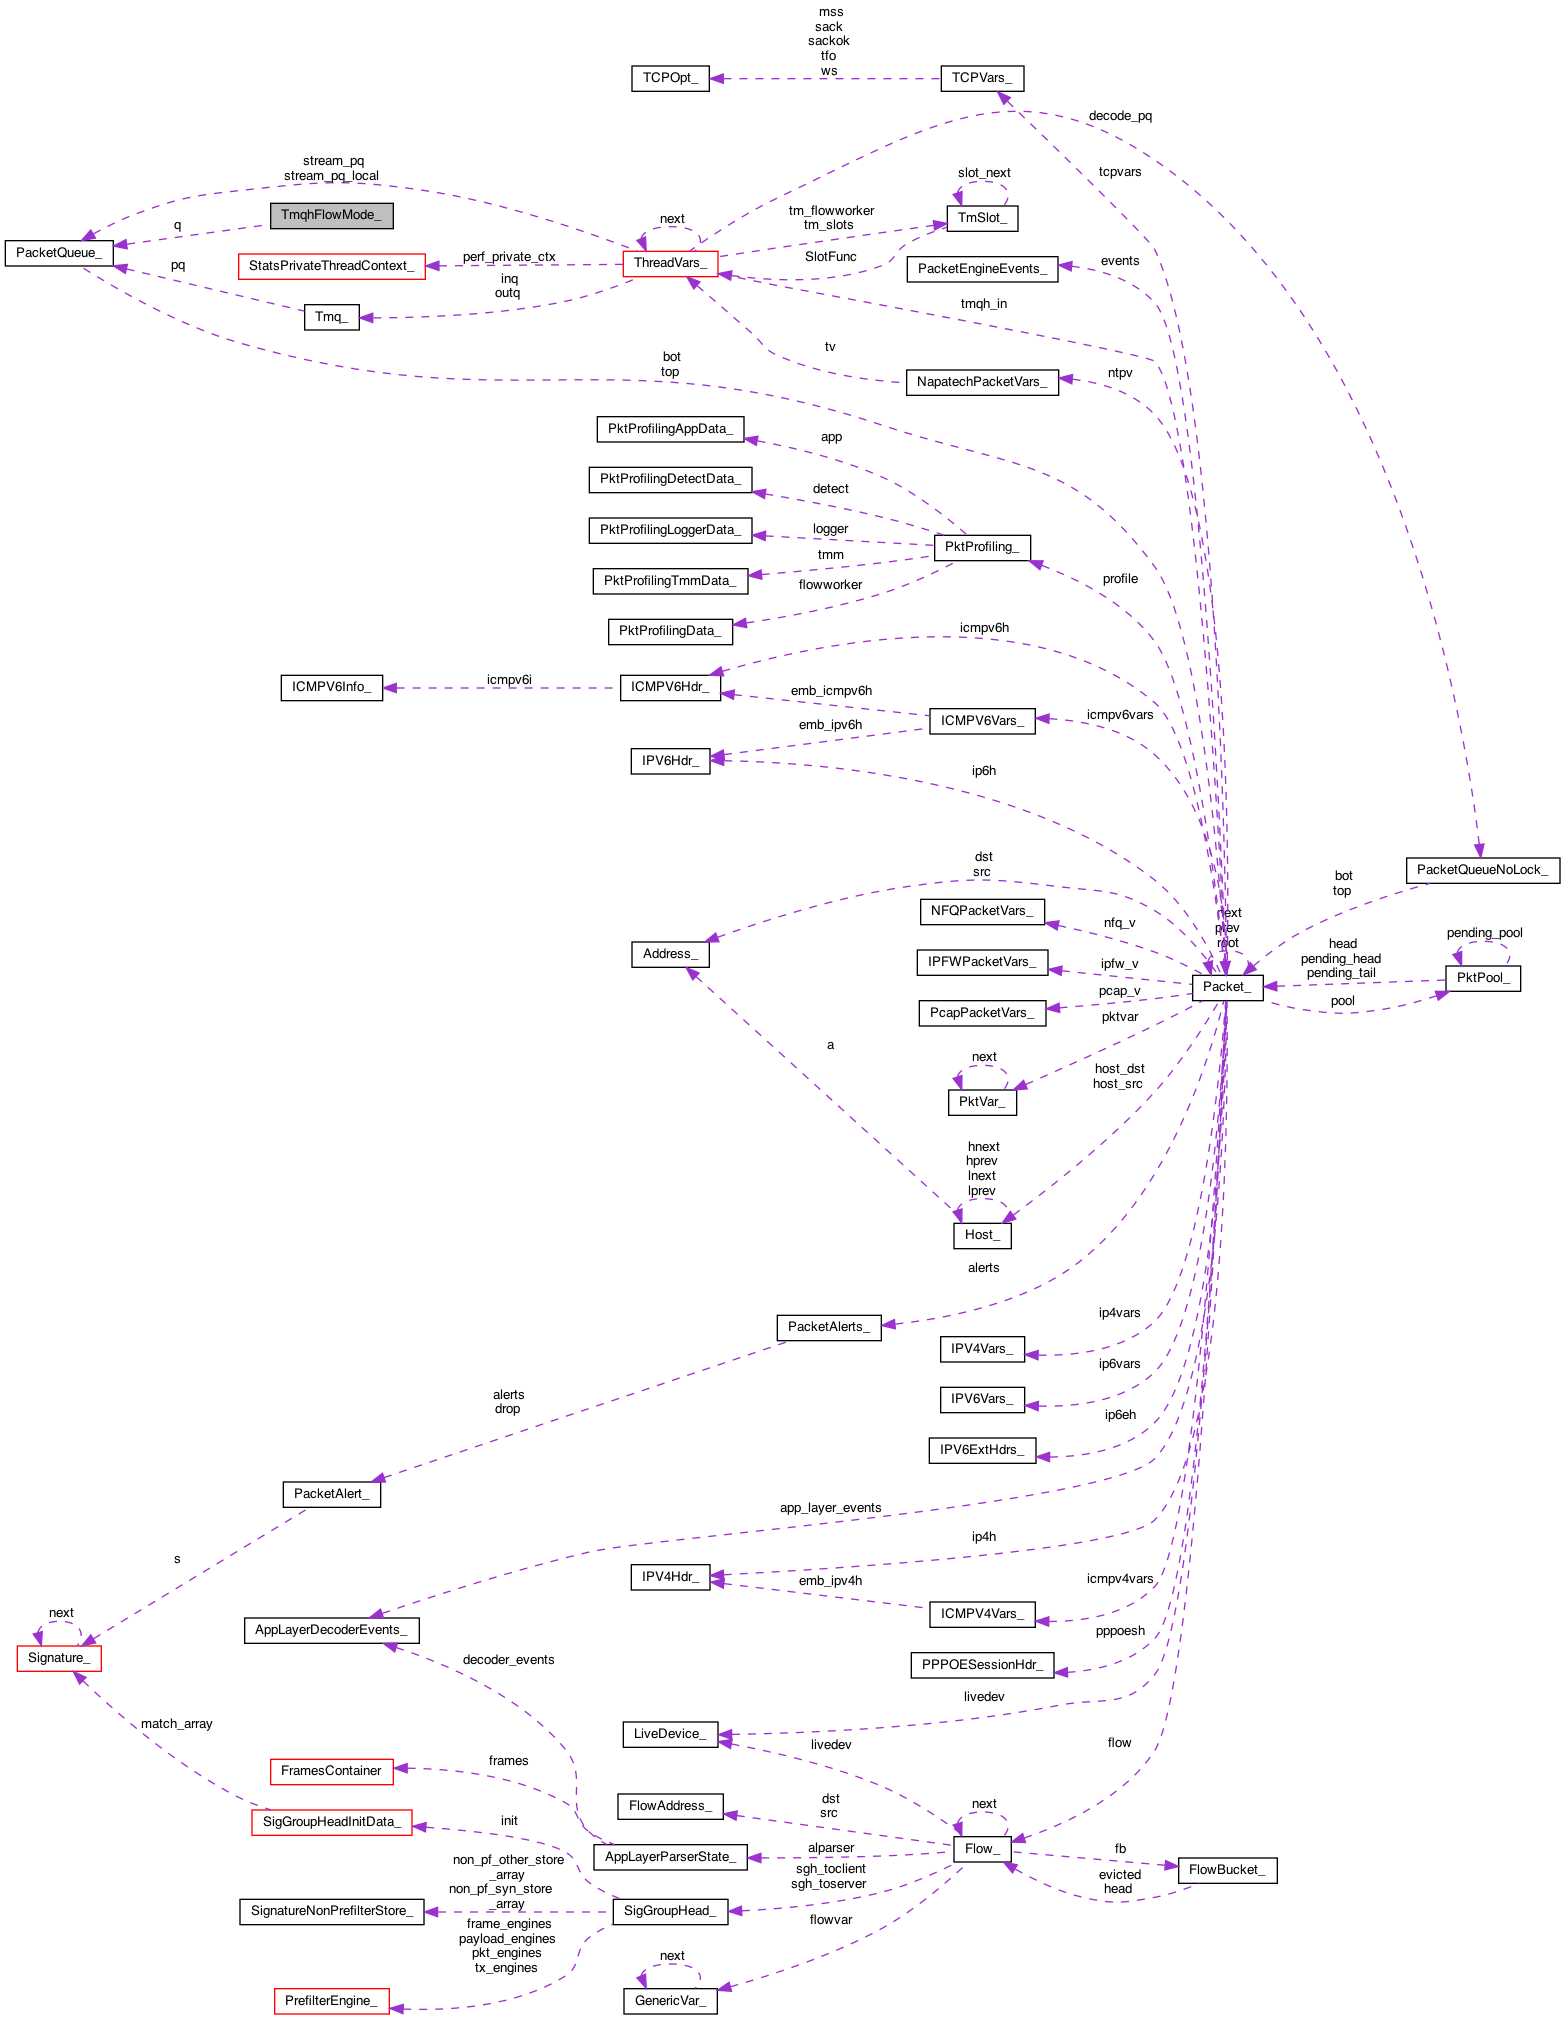 mss
sack
sackok
tfo
ws
TCPOpt_
TCPVars_
decode_pq
stream_pq
stream_pq_local
tcpvars
slot_next
TmqhFlowMode_
q
next
tm_flowworker
tm_slots
TmSlot_
PacketQueue_
pq
StatsPrivateThreadContext_
perf_private_ctx
ThreadVars_
SlotFunc
PacketEngineEvents_
events
inq
outq
Tmq_
tmqh_in
tv
bot
top
NapatechPacketVars_
ntpv
PktProfilingAppData_
app
PktProfilingDetectData_
detect
PktProfilingLoggerData_
logger
PktProfiling_
tmm
PktProfilingTmmData_
profile
flowworker
PktProfilingData_
icmpv6h
ICMPV6Info_
icmpv6i
ICMPV6Hdr_
emb_icmpv6h
ICMPV6Vars_
icmpv6vars
emb_ipv6h
IPV6Hdr_
ip6h
dst
src
PacketQueueNoLock_
bot
top
NFQPacketVars_
nfq_v
next
prev
root
pending_pool
head
pending_head
pending_tail
Address_
IPFWPacketVars_
ipfw_v
Packet_
PktPool_
pool
pcap_v
PcapPacketVars_
pktvar
a
next
host_dst
host_src
PktVar_
hnext
hprev
lnext
lprev
Host_
alerts
PacketAlerts_
ip4vars
IPV4Vars_
ip6vars
IPV6Vars_
alerts
drop
ip6eh
IPV6ExtHdrs_
PacketAlert_
app_layer_events
s
ip4h
IPV4Hdr_
emb_ipv4h
icmpv4vars
ICMPV4Vars_
next
AppLayerDecoderEvents_
pppoesh
Signature_
decoder_events
PPPOESessionHdr_
livedev
match_array
LiveDevice_
livedev
flow
frames
FramesContainer
dst
src
FlowAddress_
next
init
SigGroupHeadInitData_
alparser
Flow_
fb
AppLayerParserState_
sgh_toclient
sgh_toserver
FlowBucket_
evicted
head
non_pf_other_store
_array
non_pf_syn_store
_array
SignatureNonPrefilterStore_
SigGroupHead_
flowvar
frame_engines
payload_engines
pkt_engines
tx_engines
next
PrefilterEngine_
GenericVar_